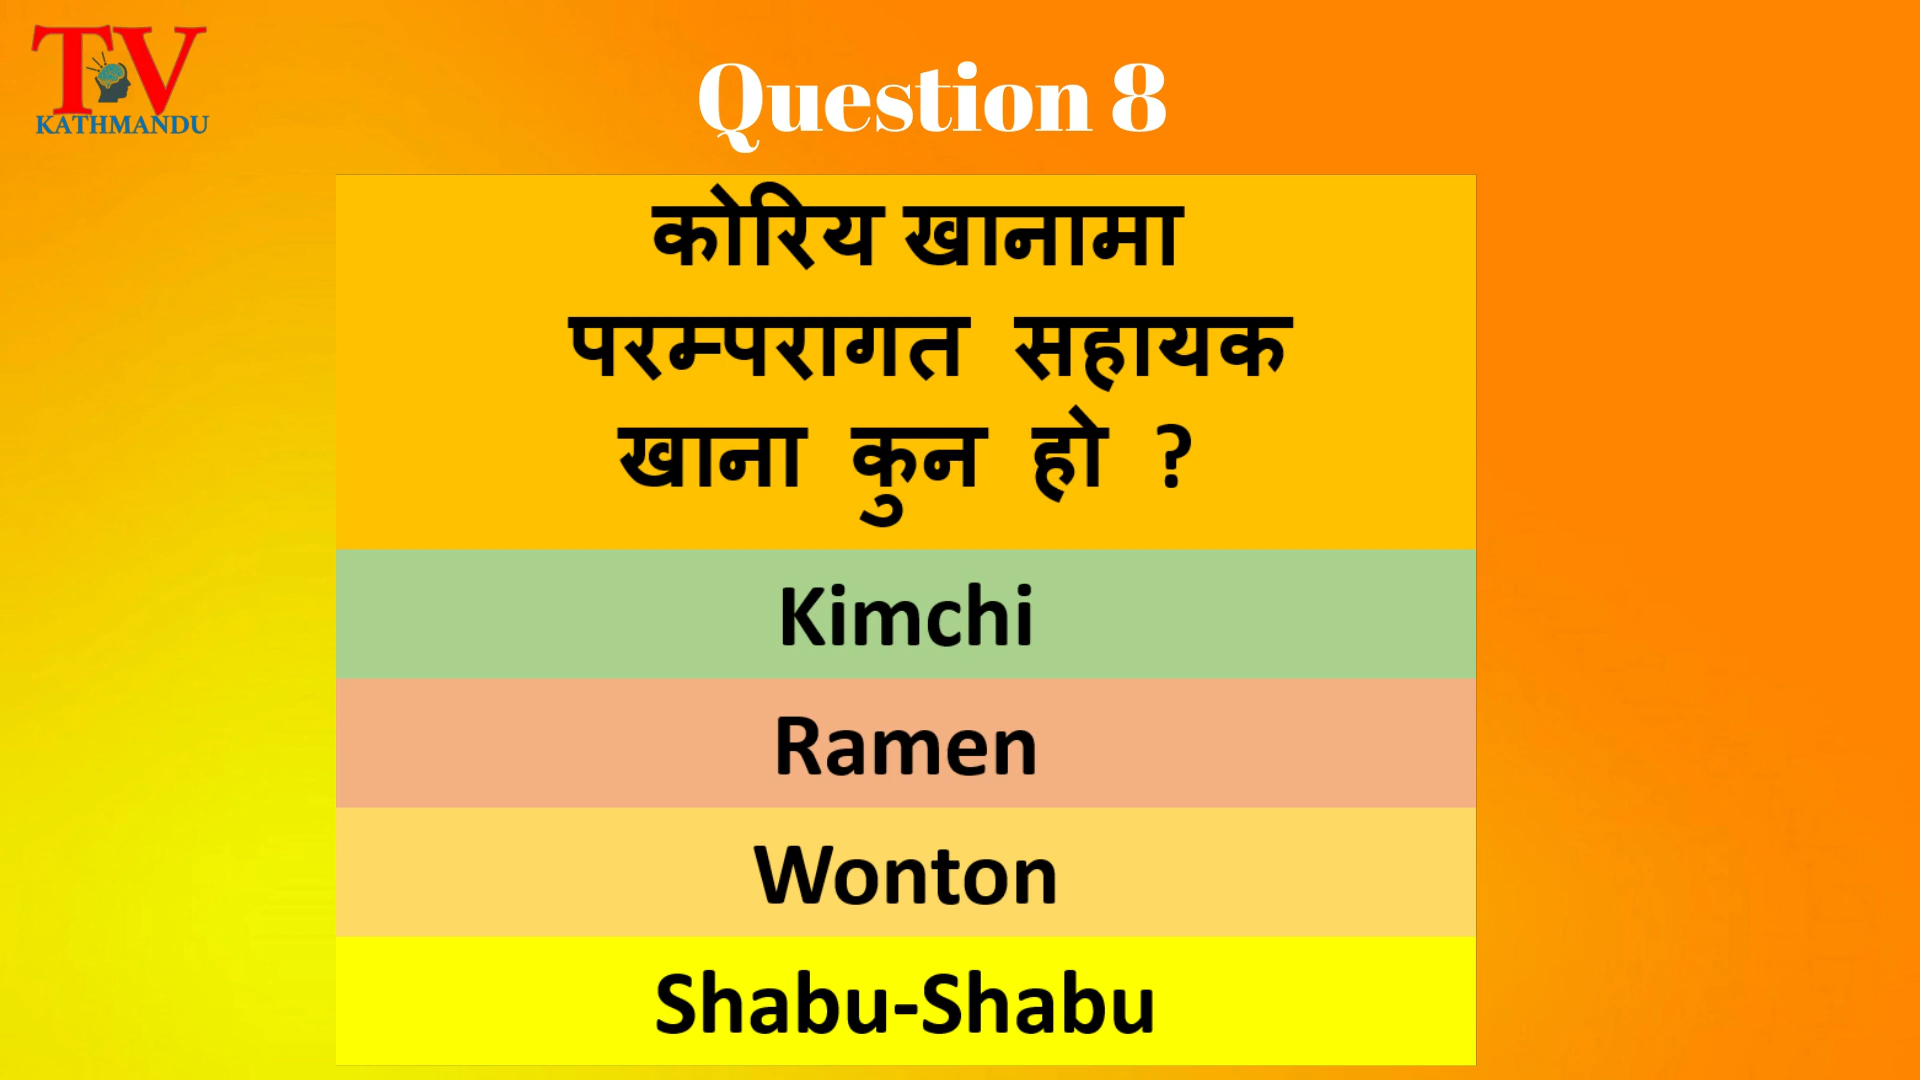 TV
KATHMANDU
Question 8
कोरिय खानामा
परम्परागत सहायक
खाना कुन हो ?
Kimchi
Ramen
Wonton
Shabu-Shabu